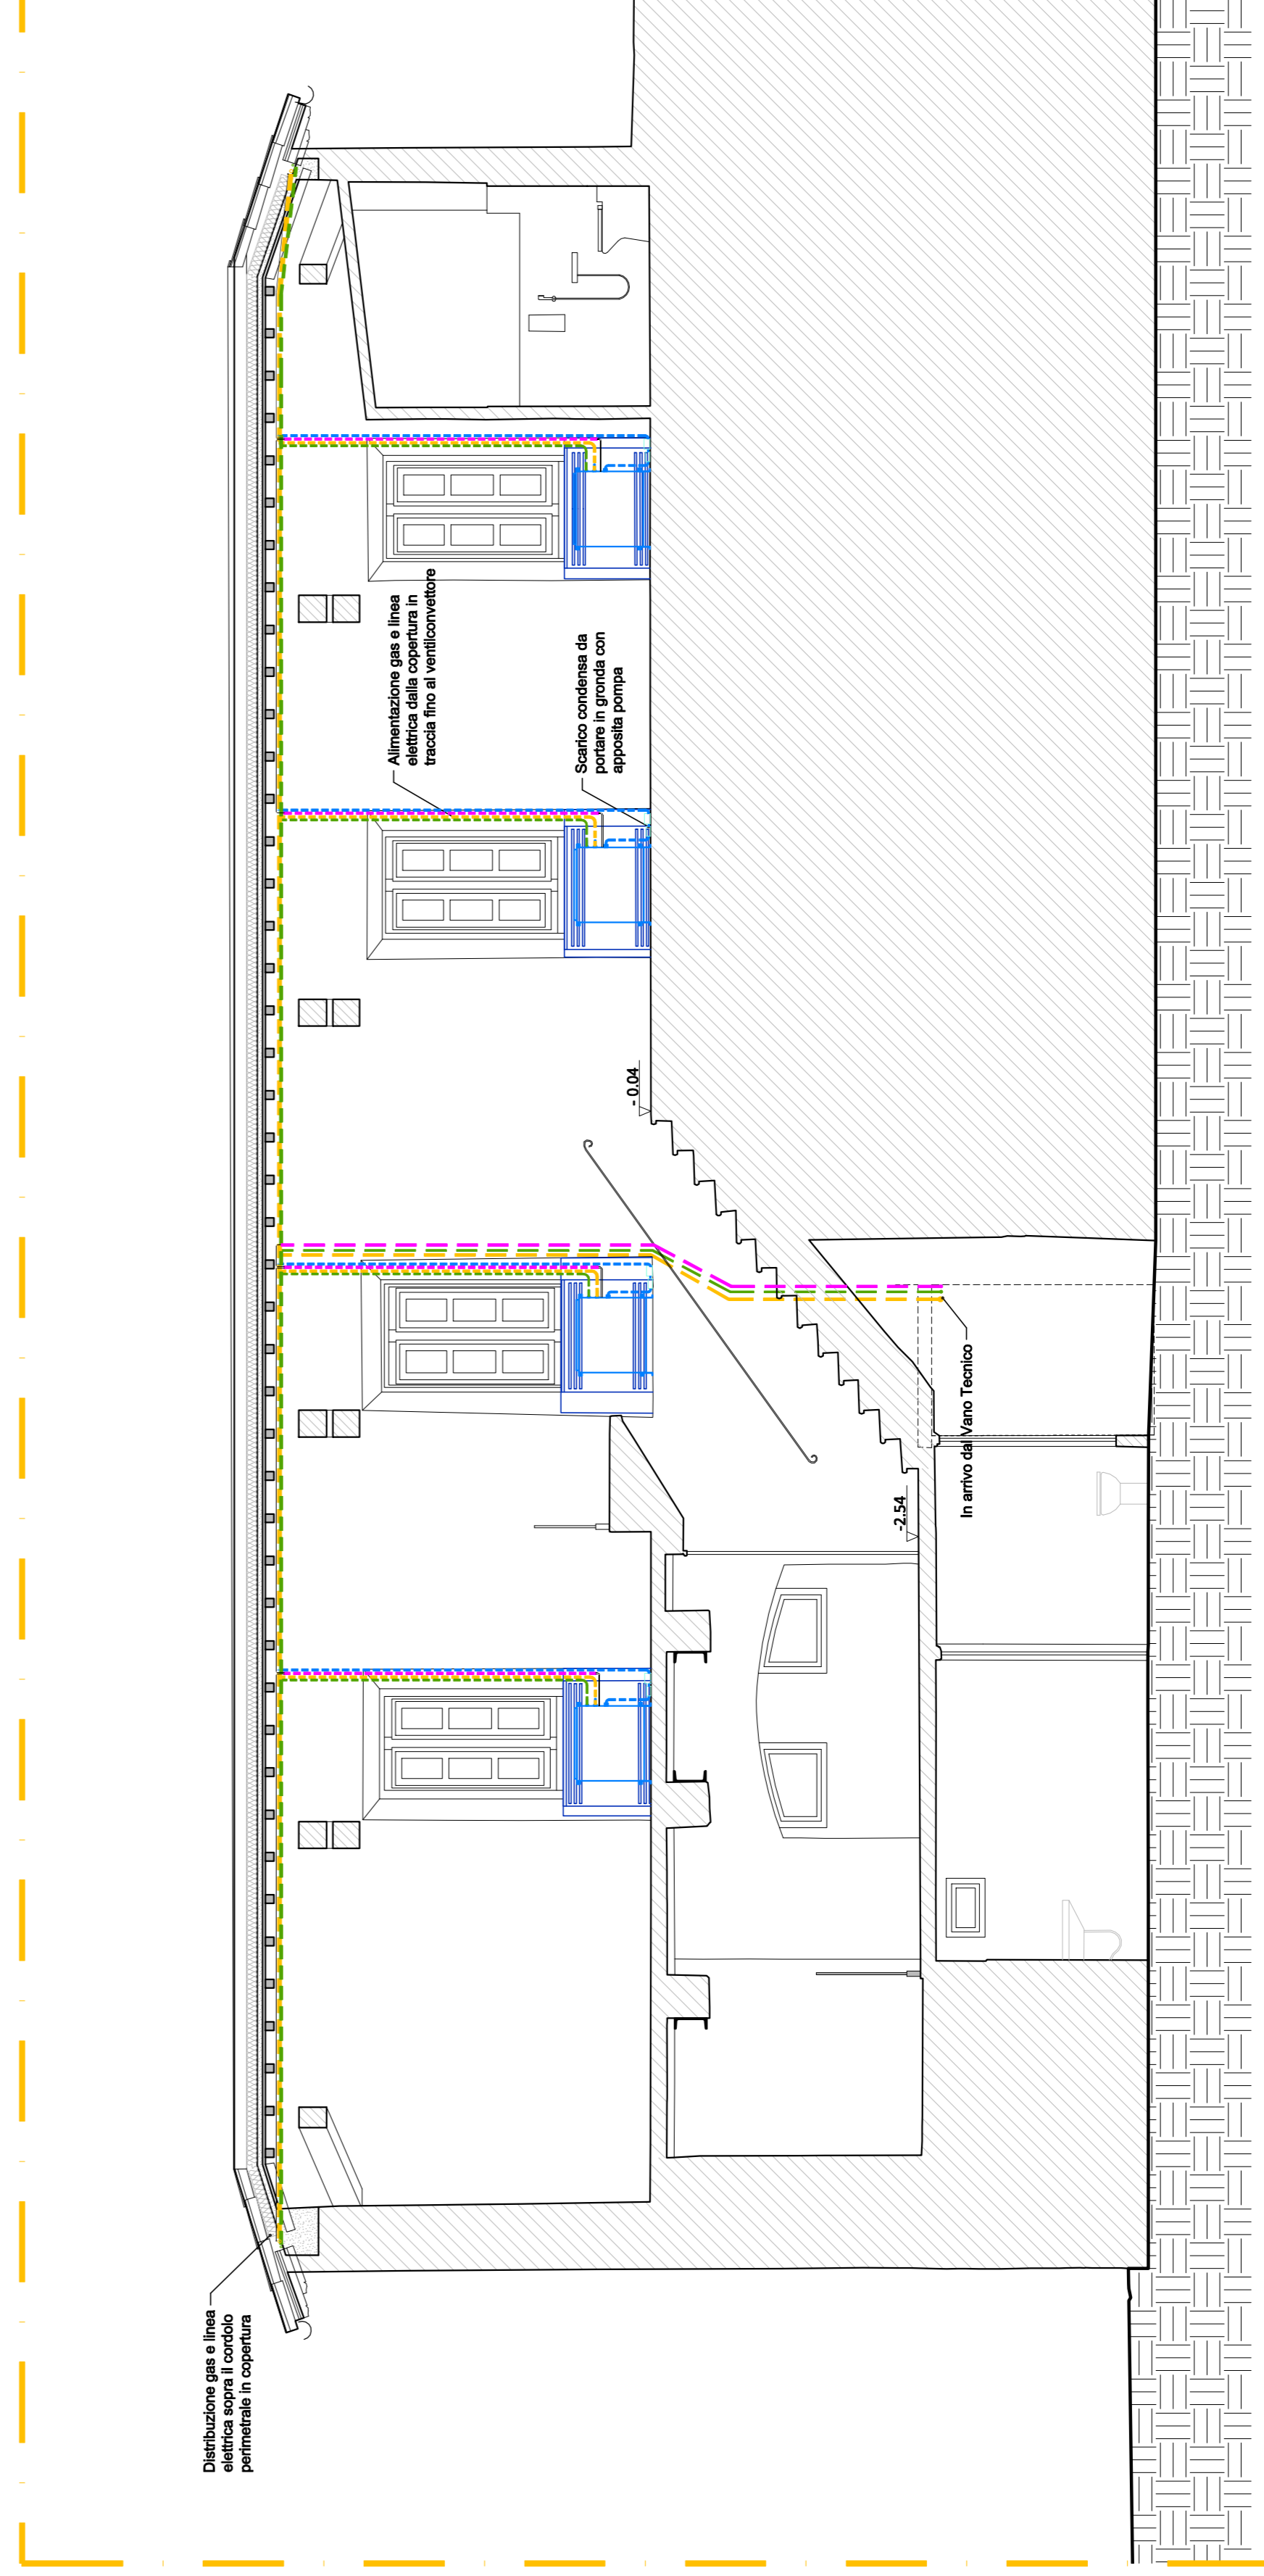 Distribuzione gas e linea
elettrica sopra il cordolo
perimetrale in copertura
Alimentazione gas e linea
elettrica dalla copertura in
traccia fino al ventilconvettore
Scarico condensa da
portare in gronda con
apposita pompa
- 0.04
-2.54
In arrivo dal Vano Tecnico